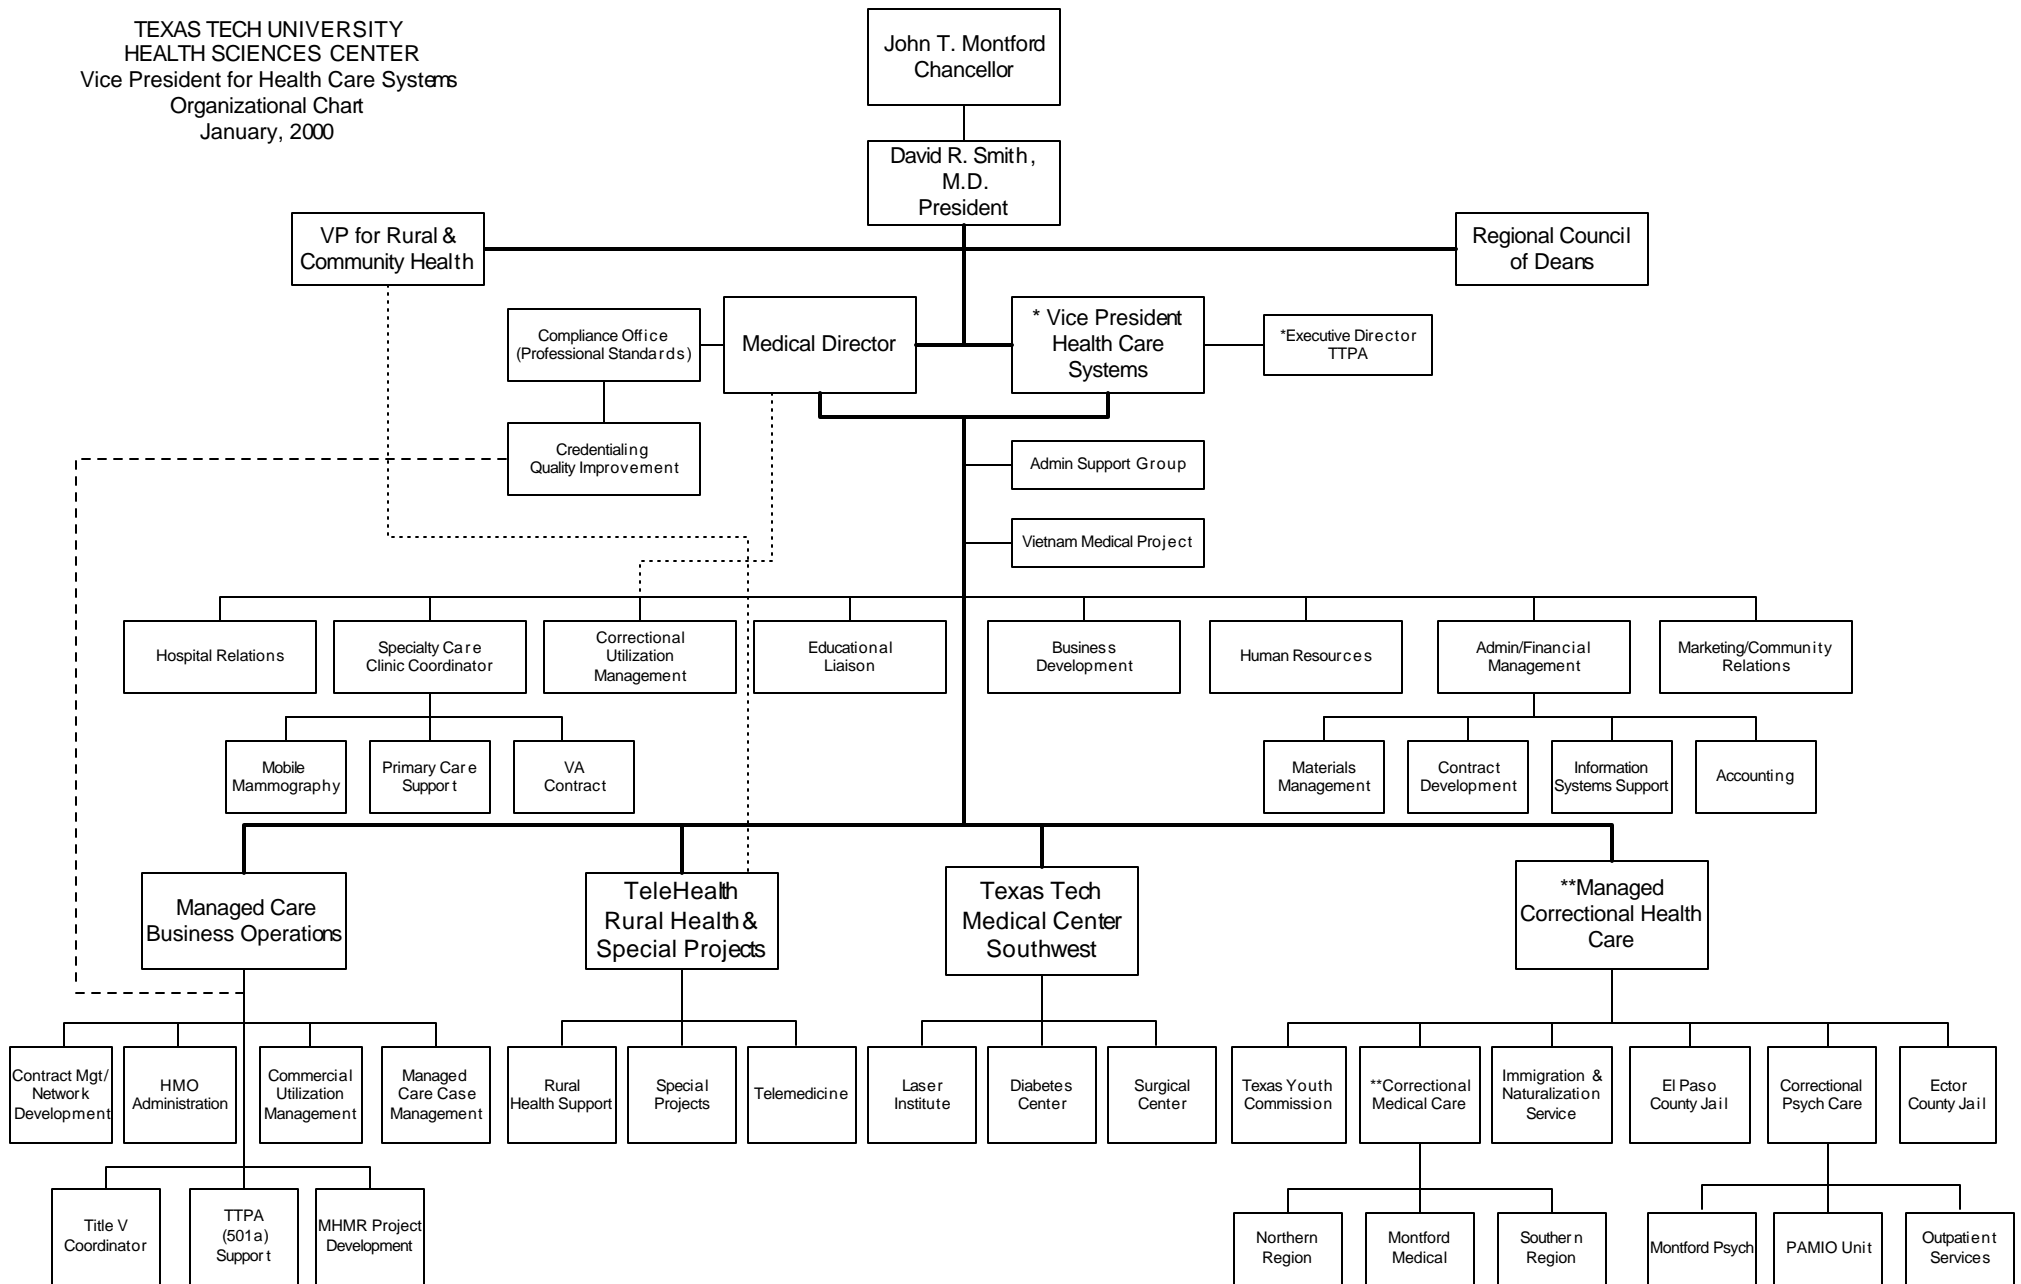 TEXAS TECH UNIVERSITY
HEALTH SCIENCES CENTER
Vice President for Health Care Systems
Organizational Chart
January, 2000
John T. Montford
Chancellor
David R. Smith,
M.D.
President
VP for Rural &
Community Health
Regional Council
of Deans
Compliance Office
(Professional Standards)
Medical Director
* Vice President
Health Care
Systems
*Executive Director
TTPA
Credentialing
Quality Improvement
Admin Support Group
Vietnam Medical Project
Hospital Relations
Specialty Care
Clinic Coordinator
Correctional
Utilization
Management
Educational
Liaison
Business
Development
Human Resources
Admin/Financial
Management
Marketing/Community
Relations
Mobile
Mammography
Primary Care
Support
VA
Contract
Materials
Management
Contract
Development
Information
Systems Support
Accounting
Managed Care
Business Operations
TeleHealth
Rural Health &
Special Projects
Texas Tech
Medical Center
Southwest
**Managed
Correctional Health
Care
Contract Mgt/
Network
Development
HMO
Administration
Commercial
Utilization
Management
Managed
Care Case
Management
Rural
Health Support
Special
Projects
Telemedicine
Laser
Institute
Diabetes
Center
Surgical
Center
Texas Youth
Commission
**Correctional
Medical Care
Immigration &
Naturalization
Service
El Paso
County Jail
Correctional
Psych Care
Ector
County Jail
Title V
Coordinator
TTPA
(501a)
Support
MHMR Project
Development
Northern
Region
Montford
Medical
Southern
Region
Montford Psych
PAMIO Unit
Outpatient
Services